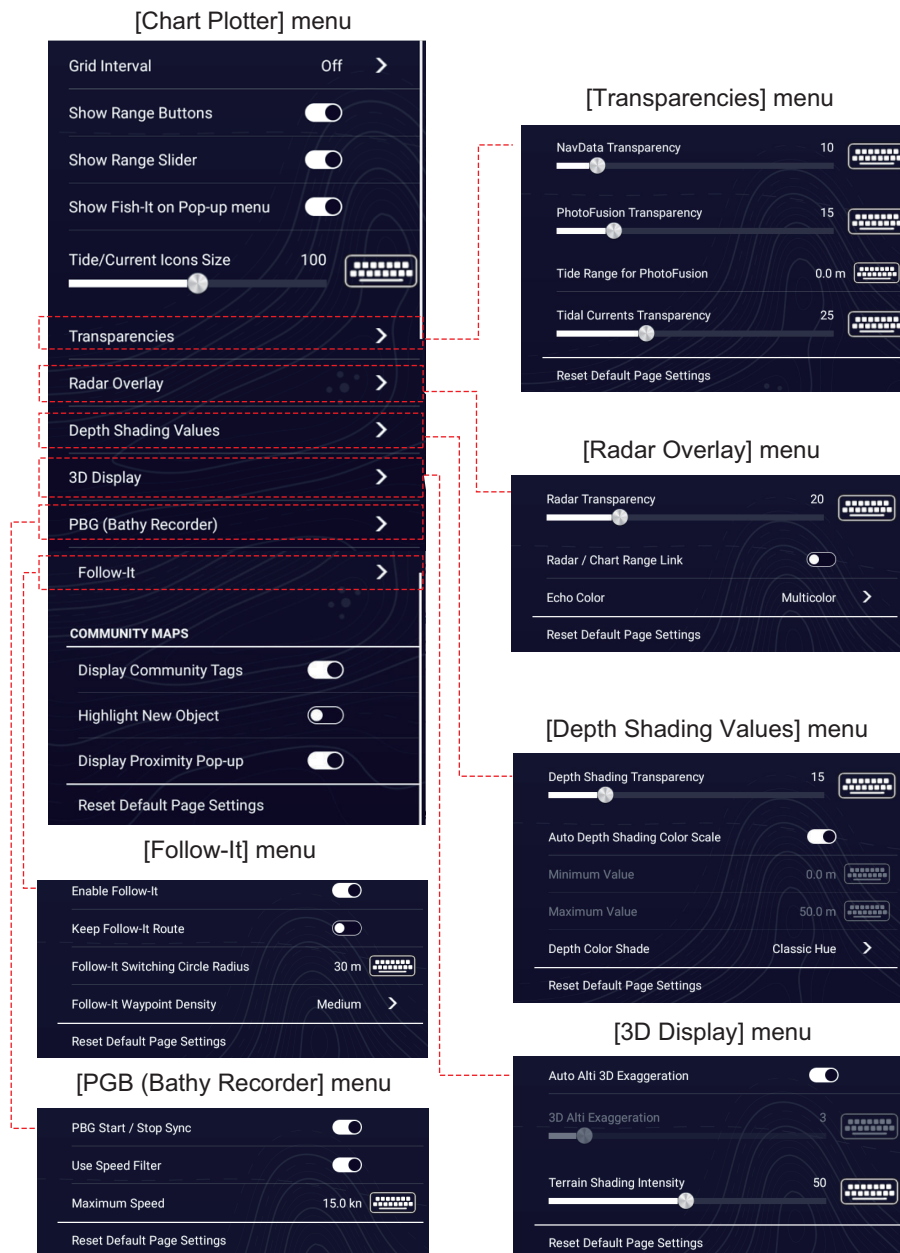 [Chart Plotter] menu
Grid Interval Off
Show Range Buttons
Show Range Slider
Show Fish-It on Pop-up menu
Tide/Current Icons Size 100
Transparencies
Radar Overlay
Depth Shading Values
3D Display
PBG (Bathy Recorder)
Follow-It
COMMUNITY MAPS
Display Community Tags
Highlight New Object
Display Proximity Pop-up
Reset Default Page Settings
[Follow-It] menu
Enable Follow-It
Keep Follow-It Route
Follow-It Switching Circle Radius 30 m
Follow-It Waypoint Density Medium
Reset Default Page Settings
[PGB (Bathy Recorder] menu
PBG Start / Stop Sync
Use Speed Filter
Maximum Speed 15.0 kn
Reset Default Page Settings
[Transparencies] menu
NavData Transparency 10
PhotoFusion Transparency 15
Tide Range for PhotoFusion 0.0 m
Tidal Currents Transparency 25
Reset Default Page Settings
[Radar Overlay] menu
Radar Transparency 20
Radar / Chart Range Link
Echo Color Multicolor
Reset Default Page Settings
[Depth Shading Values] menu
Depth Shading Transparency 15
Auto Depth Shading Color Scale
Minimum Value 0.0 m
Maximum Value 50.0 m
Depth Color Shade Classic Hue
Reset Default Page Settings
[3D Display] menu
Auto Alti 3D Exaggeration
3D Alti Exaggeration 3
Terrain Shading Intensity 50
Reset Default Page Settings